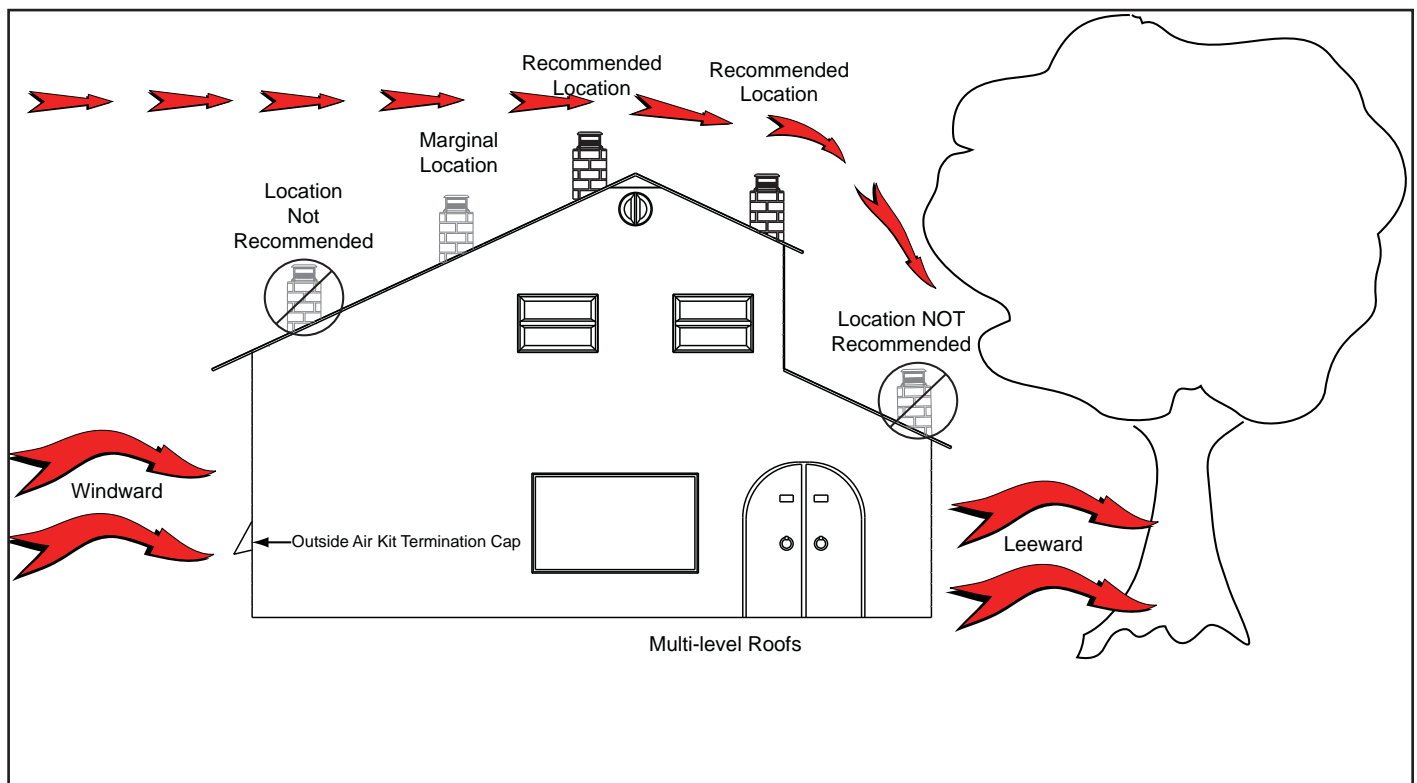 Recommended
Location
Recommended
Location
Marginal
Location
Location
Not
Recommended
Location NOT
Recommended
Windward
Outside Air Kit Termination Cap
Leeward
Multi-level Roofs